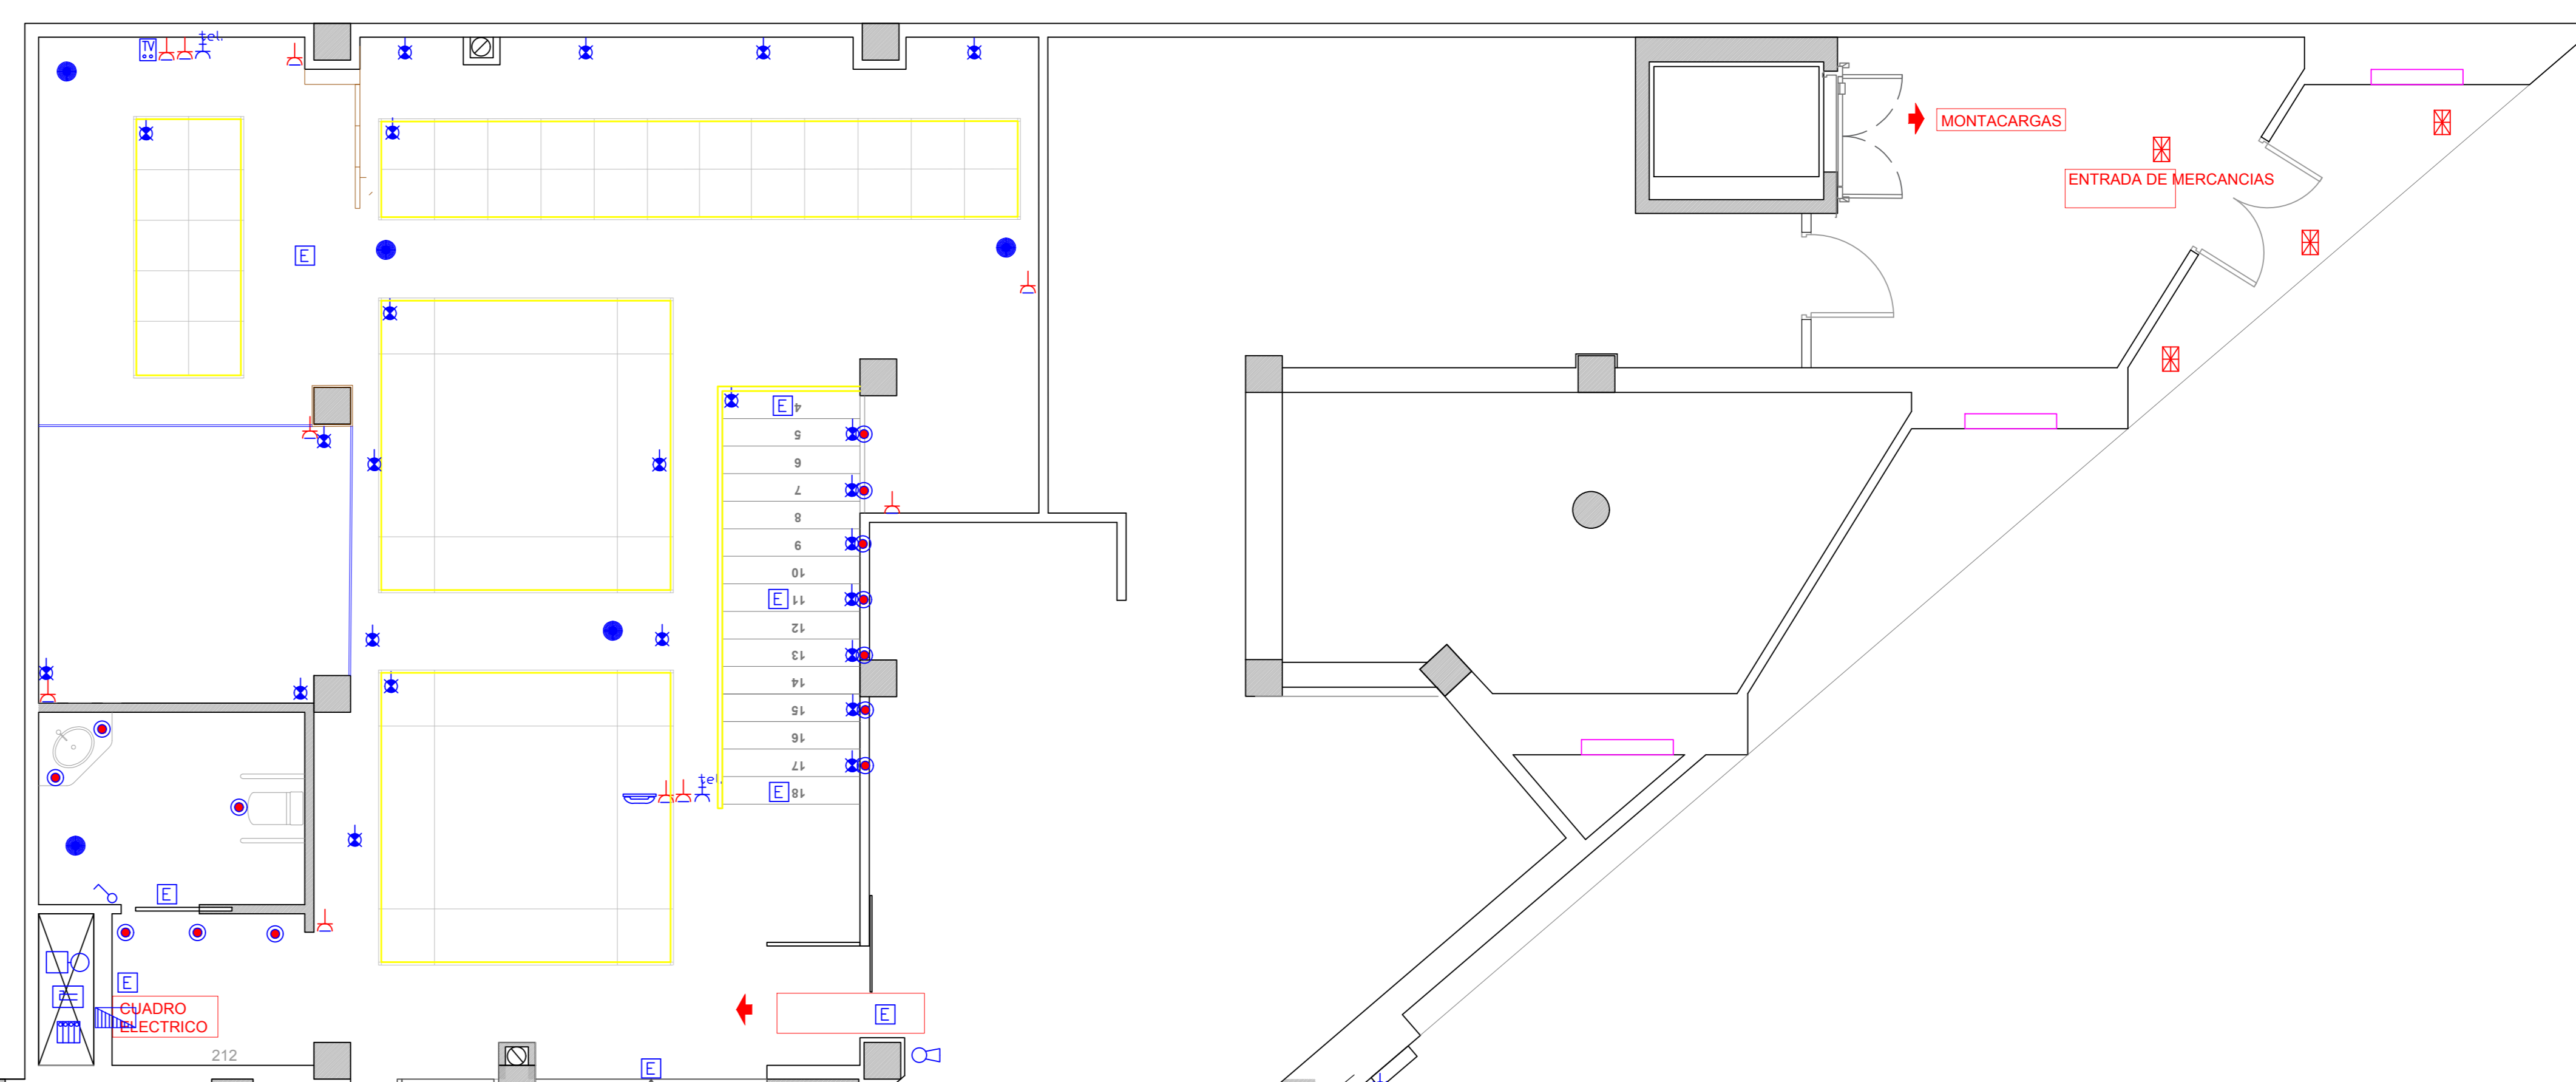 TV
tel.
MONTACARGAS
ENTRADA DE MERCANCIAS
E
E
4
5
6
7
8
9
10
E
11
12
13
14
15
16
17
tel.
E
18
E
E
CUADRO
ELECTRICO
E
212
E